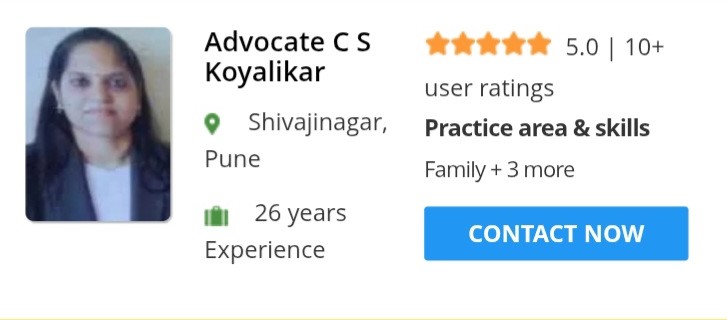 Advocate C S
Koyalikar
Shivajinagar,
Pune
26 years
Experience
5.0 | 10+
user ratings
Practice area & skills
Family + 3 more
CONTACT NOW